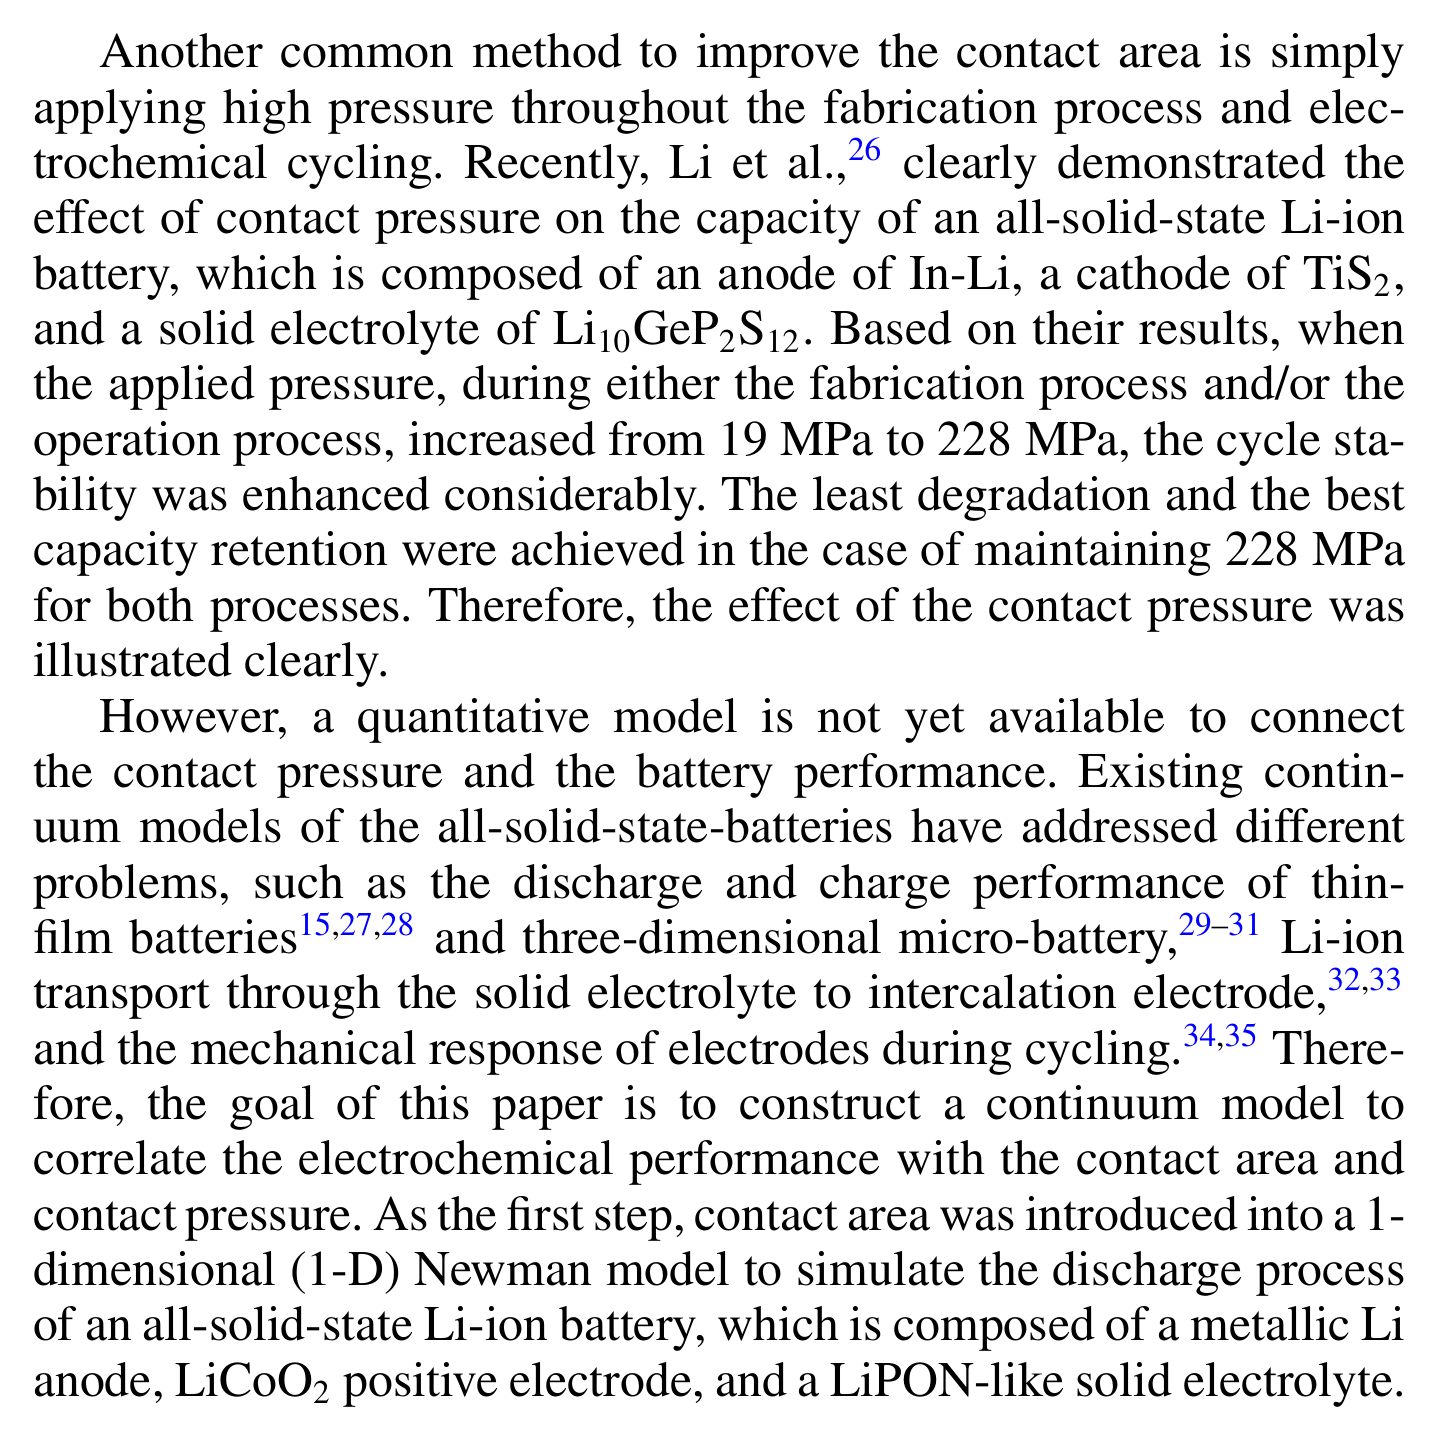 Another common method to improve the contact area is simply
applying high pressure throughout the fabrication process and elec-
trochemical cycling. Recently, Li et al.,²⁶ clearly demonstrated the
effect of contact pressure on the capacity of an all-solid-state Li-ion
battery, which is composed of an anode of In-Li, a cathode of TiS₂,
and a solid electrolyte of Li₁₀GeP₂S₁₂. Based on their results, when
the applied pressure, during either the fabrication process and/or the
operation process, increased from 19 MPa to 228 MPa, the cycle sta-
bility was enhanced considerably. The least degradation and the best
capacity retention were achieved in the case of maintaining 228 MPa
for both processes. Therefore, the effect of the contact pressure was
illustrated clearly.
However, a quantitative model is not yet available to connect
the contact pressure and the battery performance. Existing contin-
uum models of the all-solid-state-batteries have addressed different
problems, such as the discharge and charge performance of thin-
film batteries¹⁵,²⁷,²⁸ and three-dimensional micro-battery,²⁹–³¹ Li-ion
transport through the solid electrolyte to intercalation electrode,³²,³³
and the mechanical response of electrodes during cycling.³⁴,³⁵ There-
fore, the goal of this paper is to construct a continuum model to
correlate the electrochemical performance with the contact area and
contact pressure. As the first step, contact area was introduced into a 1-
dimensional (1-D) Newman model to simulate the discharge process
of an all-solid-state Li-ion battery, which is composed of a metallic Li
anode, LiCoO₂ positive electrode, and a LiPON-like solid electrolyte.